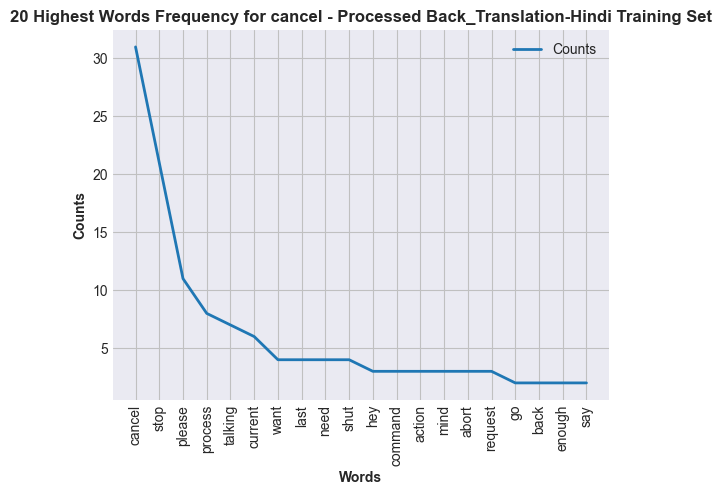 20 Highest Words Frequency for cancel - Processed Back_Translation-Hindi Training Set
Counts
30
25
20
15
10
5
Counts
cancel
stop
please
process
talking
current
want
last
need
shut
hey
command
action
mind
abort
request
go
back
enough
say
Words